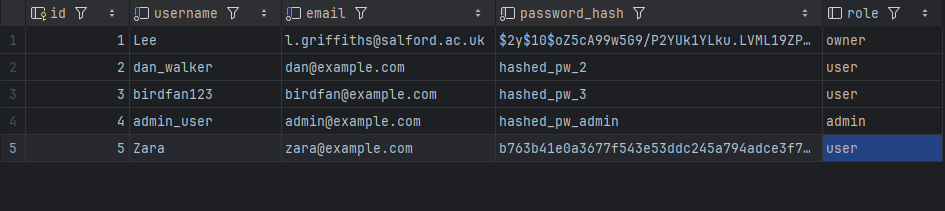 id username email password_hash role
1 1 Lee l.griffiths@salford.ac.uk $2y$10$oZ5cA99w5G9/P2YUk1YLku.LVML19ZP… owner
2 2 dan_walker dan@example.com hashed_pw_2 user
3 3 birdfan123 birdfan@example.com hashed_pw_3 user
4 4 admin_user admin@example.com hashed_pw_admin admin
5 5 Zara zara@example.com b763b41e0a3677f543e53ddc245a794adce3f7… user